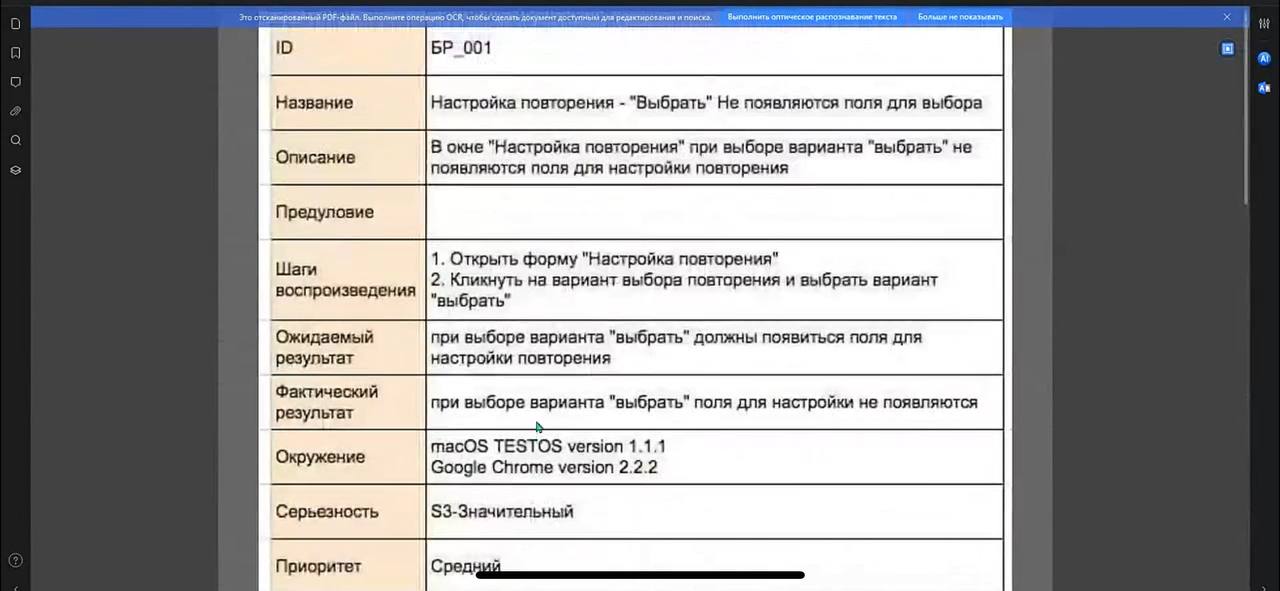 Это отсканированный PDF-файл. Выполните операцию OCR, чтобы сделать документ доступным для редактирования и поиска. Выполнить оптическое распознавание текста Больше не показывать
ID БР_001
Название Настройка повторения - "Выбрать" Не появляются поля для выбора
Описание В окне "Настройка повторения" при выборе варианта "выбрать" не
появляются поля для настройки повторения
Предуловие
Шаги
воспроизведения
1. Открыть форму "Настройка повторения"
2. Кликнуть на вариант выбора повторения и выбрать вариант
"выбрать"
Ожидаемый
результат
при выборе варианта "выбрать" должны появиться поля для
настройки повторения
Фактический
результат
при выборе варианта "выбрать" поля для настройки не появляются
Окружение
macOS TESTOS version 1.1.1
Google Chrome version 2.2.2
Серьезность S3-Значительный
Приоритет Средний